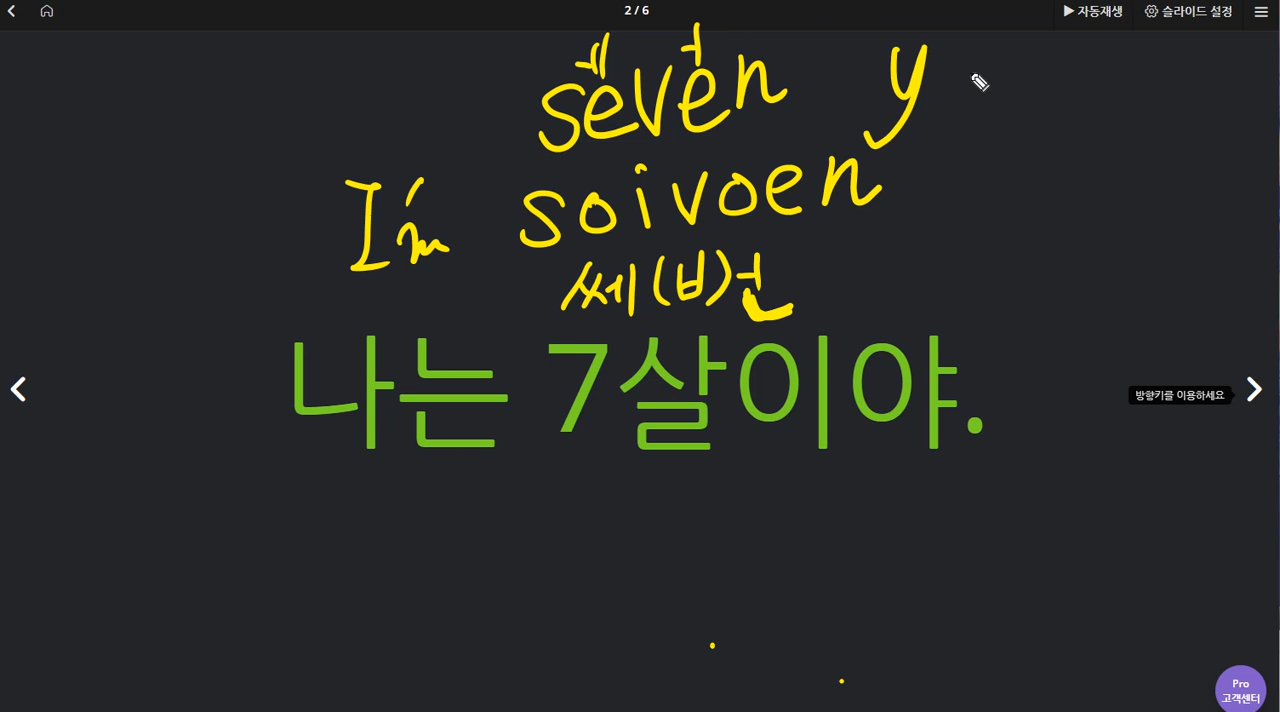 2 / 6
자동재생
슬라이드 설정
ㅔ ㅓ
seven y
I'm soivoen
쎄(ㅂ)ㅓㄴ
나는 7살이야.
방향키를 이용하세요
Pro
고객센터